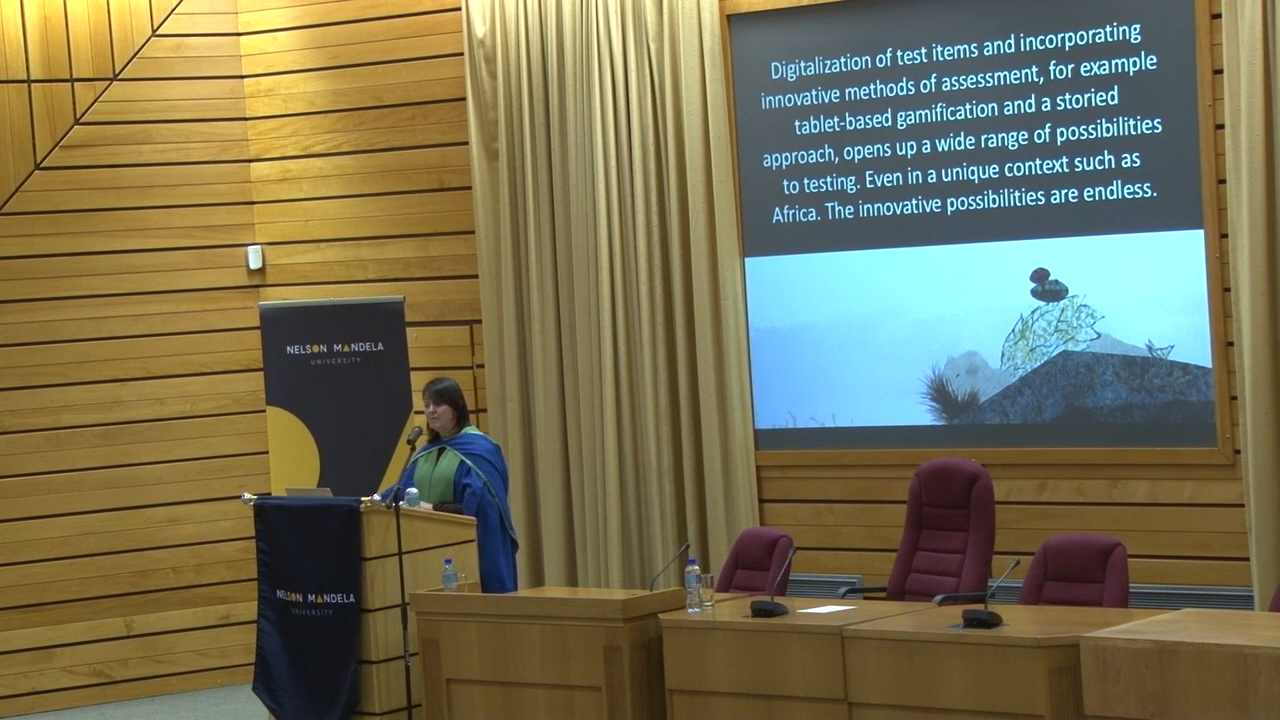 Digitalization of test items and incorporating
innovative methods of assessment, for example
tablet-based gamification and a storied
approach, opens up a wide range of possibilities
to testing. Even in a unique context such as
Africa. The innovative possibilities are endless.
NELSON MANDELA
UNIVERSITY
NELSON MANDELA
UNIVERSITY